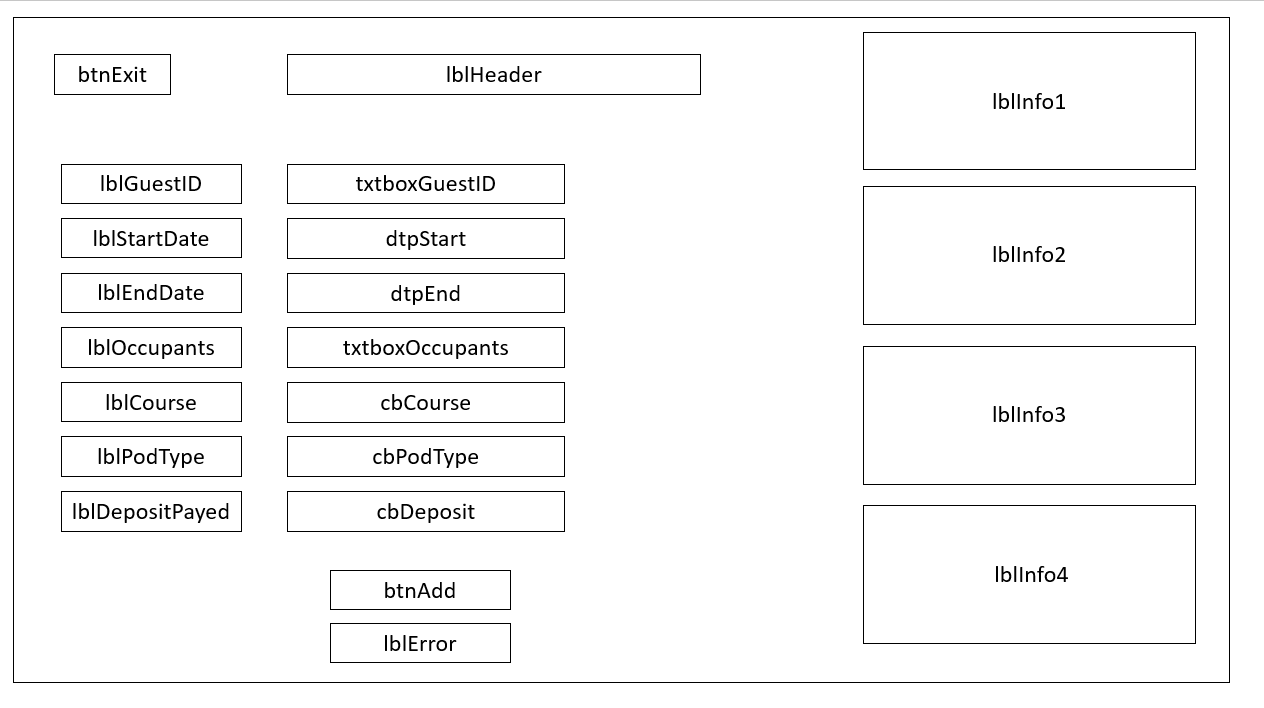 btnExit
lblHeader
lblGuestID
txtboxGuestID
lblStartDate
dtpStart
lblEndDate
dtpEnd
lblOccupants
txtboxOccupants
lblCourse
cbCourse
lblPodType
cbPodType
lblDepositPayed
cbDeposit
btnAdd
lblError
lblInfo1
lblInfo2
lblInfo3
lblInfo4